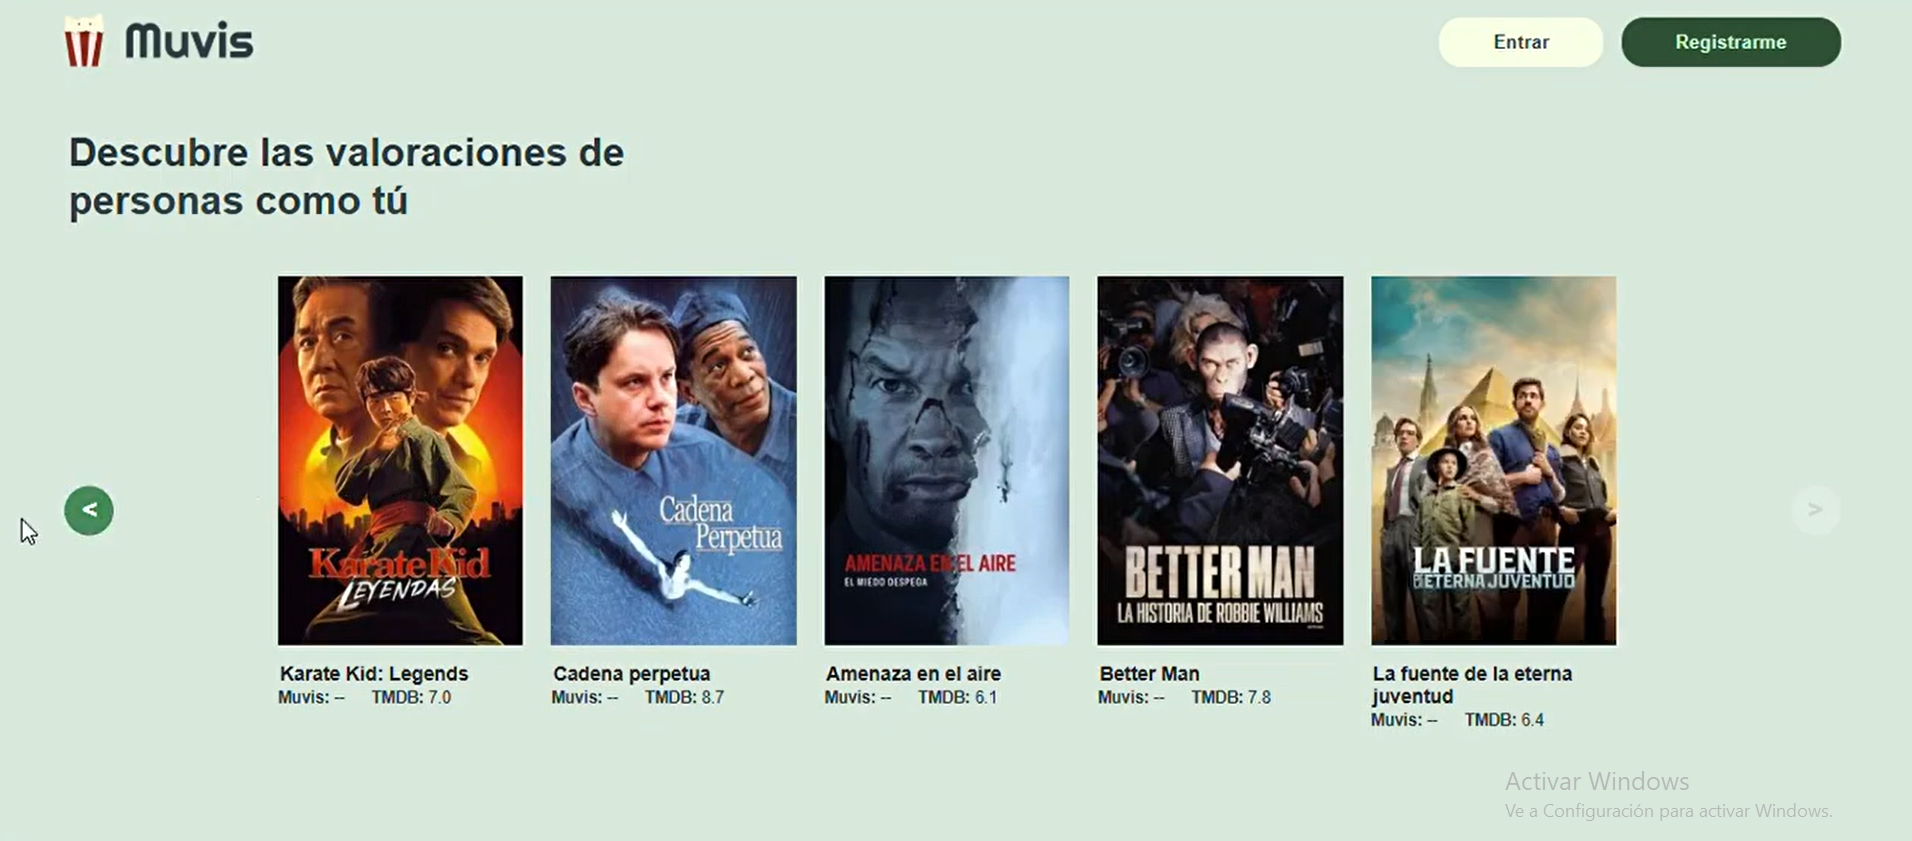 Muvis
Entrar
Registrarme
Descubre las valoraciones de
personas como tú
<
>
Karate Kid
LEYENDAS
Cadena
Perpetua
AMENAZA EN EL AIRE
EL MIEDO DESPEGA
BETTER MAN
LA HISTORIA DE ROBBIE WILLIAMS
LA FUENTE
DE LA ETERNA JUVENTUD
Karate Kid: Legends
Muvis: -- TMDB: 7.0
Cadena perpetua
Muvis: -- TMDB: 8.7
Amenaza en el aire
Muvis: -- TMDB: 6.1
Better Man
Muvis: -- TMDB: 7.8
La fuente de la eterna
juventud
Muvis: -- TMDB: 6.4
Activar Windows
Ve a Configuración para activar Windows.